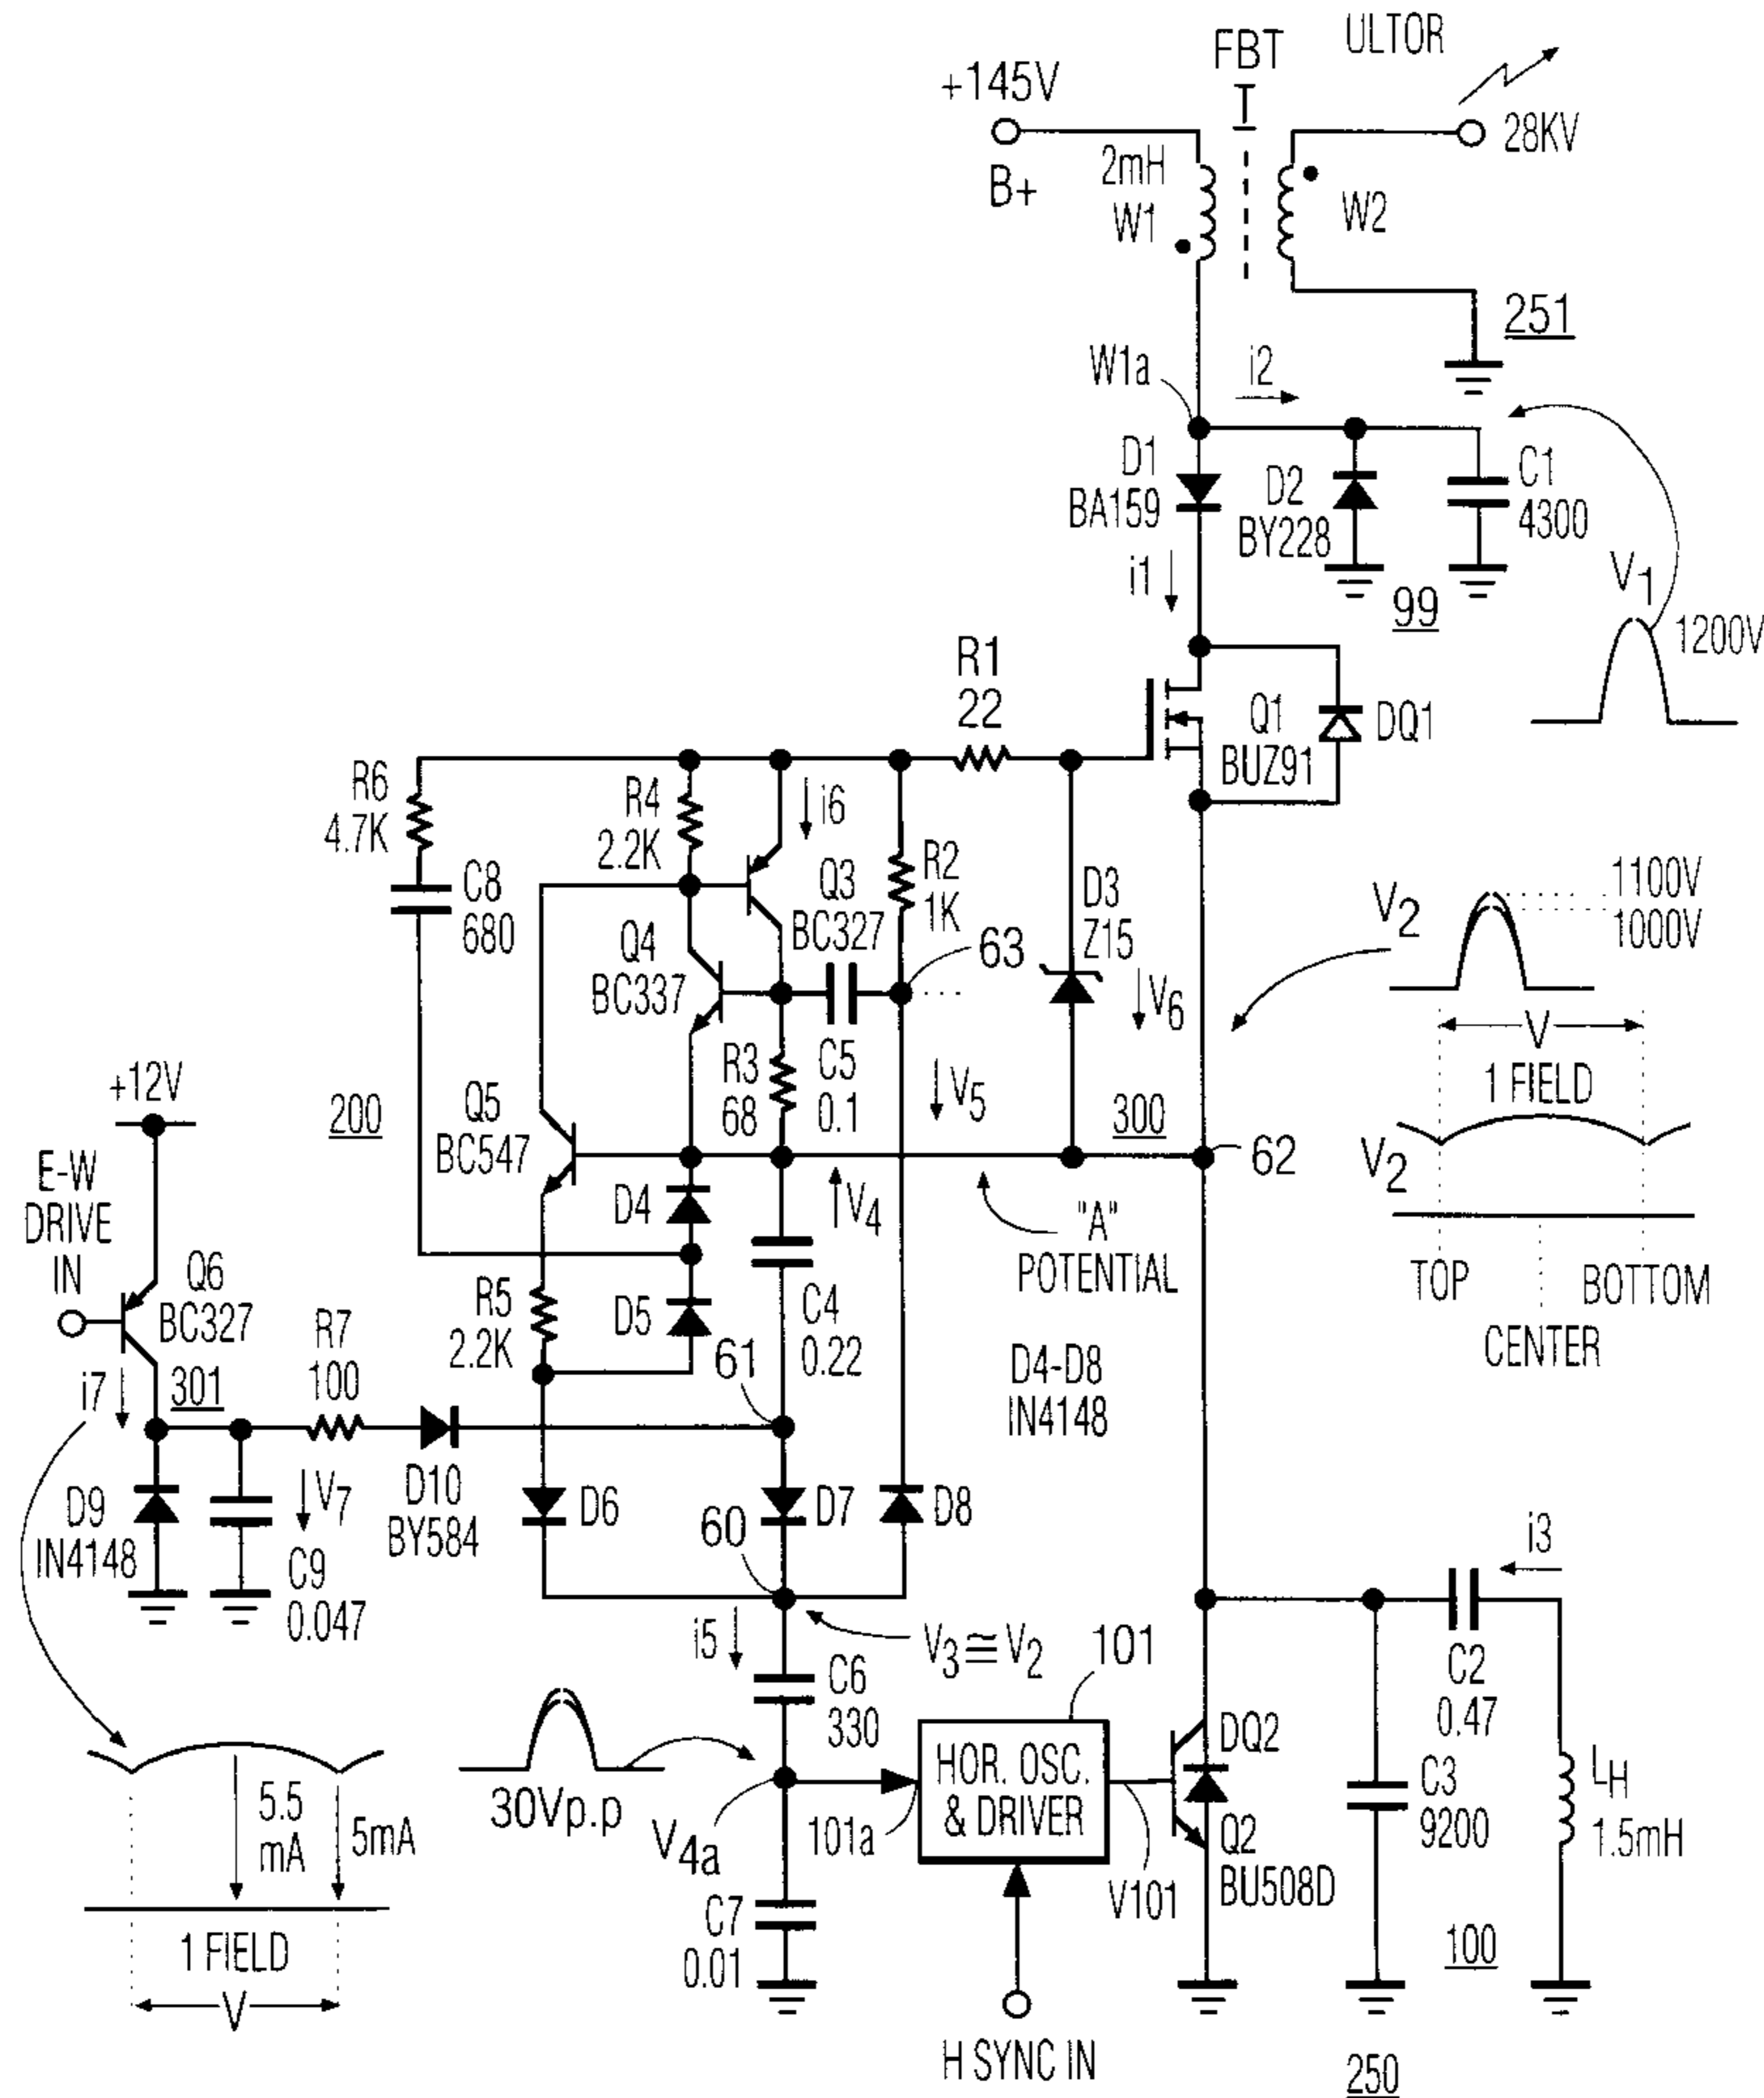 FBT
ULTOR
+145V
T
28KV
B+
2mH
W1
W2
251
W1a
i2
D1
BA159
D2
BY228
C1
4300
i1
99
V1
1200V
R1
22
Q1
BUZ91
DQ1
R6
4.7K
R4
2.2K
i6
R2
1K
C8
680
Q3
BC327
D3
Z15
Q4
BC337
63
V6
V2
1100V
1000V
V
1 FIELD
+12V
200
Q5
BC547
R3
68
C5
0.1
V5
300
62
V2
E-W
DRIVE
IN
D4
V4
"A"
POTENTIAL
TOP
BOTTOM
CENTER
Q6
BC327
R5
2.2K
D5
C4
0.22
R7
100
61
D4-D8
IN4148
i7
301
D9
IN4148
V7
D10
BY584
D6
60
D7
D8
C9
0.047
i3
i5
V3≅V2
101
C6
330
C2
0.47
30Vp.p
HOR. OSC.
& DRIVER
DQ2
C3
9200
LH
1.5mH
5.5
mA
5mA
V4a
101a
V101
Q2
BU508D
C7
0.01
100
1 FIELD
V
H SYNC IN
250